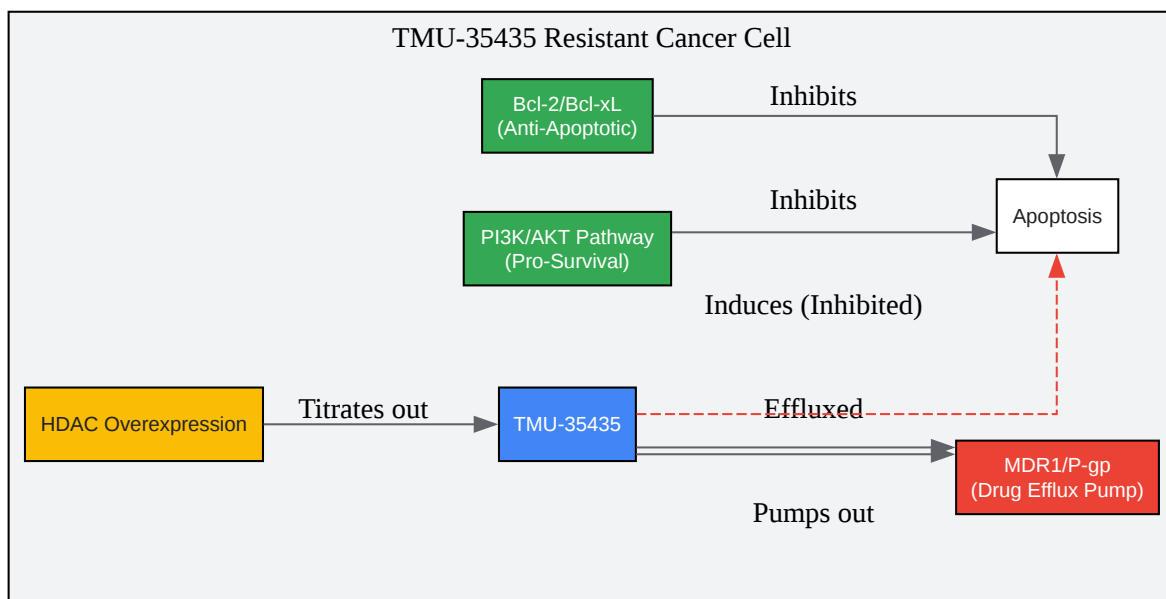 TMU-35435 Resistant Cancer Cell
Bcl-2/Bcl-xL
(Anti-Apoptotic)
Inhibits
Apoptosis
PI3K/AKT Pathway
(Pro-Survival)
Inhibits
Induces (Inhibited)
HDAC Overexpression
Titrates out
TMU-35435
Effluxed
MDR1/P-gp
(Drug Efflux Pump)
Pumps out